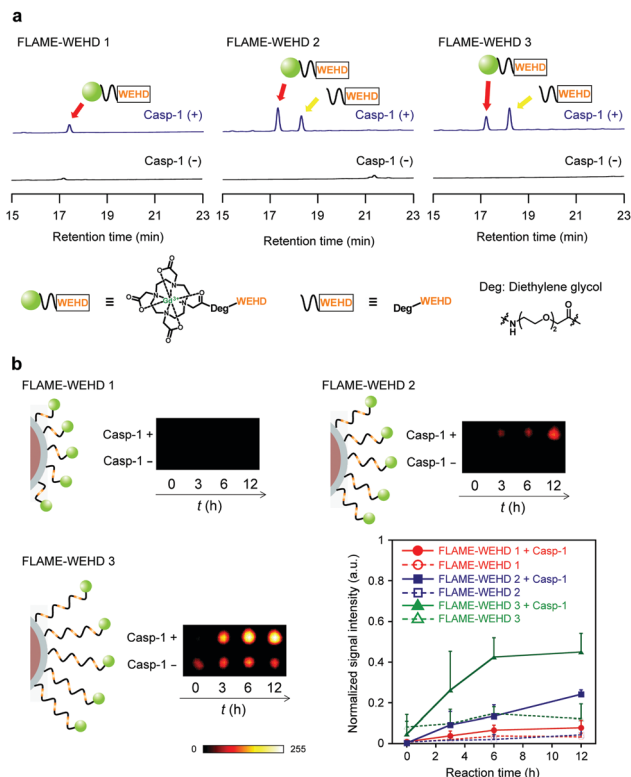 a
FLAME-WEHD 1
FLAME-WEHD 2
FLAME-WEHD 3
WEHD
WEHD
WEHD
WEHD
WEHD
Casp-1 (+)
Casp-1 (+)
Casp-1 (+)
Casp-1 (−)
Casp-1 (−)
Casp-1 (−)
15 17 19 21 23
15 17 19 21 23
15 17 19 21 23
Retention time (min)
Retention time (min)
Retention time (min)
WEHD ≡ O O− N N Gd3+ N N O Deg WEHD
WEHD ≡ Deg WEHD
Deg: Diethylene glycol
N H O 2 O
b
FLAME-WEHD 1
Casp-1 +
Casp-1 −
0 3 6 12
t (h)
FLAME-WEHD 2
Casp-1 +
Casp-1 −
0 3 6 12
t (h)
FLAME-WEHD 3
Casp-1 +
Casp-1 −
0 3 6 12
t (h)
0 255
Normalized signal intensity (a.u.)
1
0.8
0.6
0.4
0.2
0
FLAME-WEHD 1 + Casp-1
FLAME-WEHD 1
FLAME-WEHD 2 + Casp-1
FLAME-WEHD 2
FLAME-WEHD 3 + Casp-1
FLAME-WEHD 3
0 2 4 6 8 10 12
Reaction time (h)